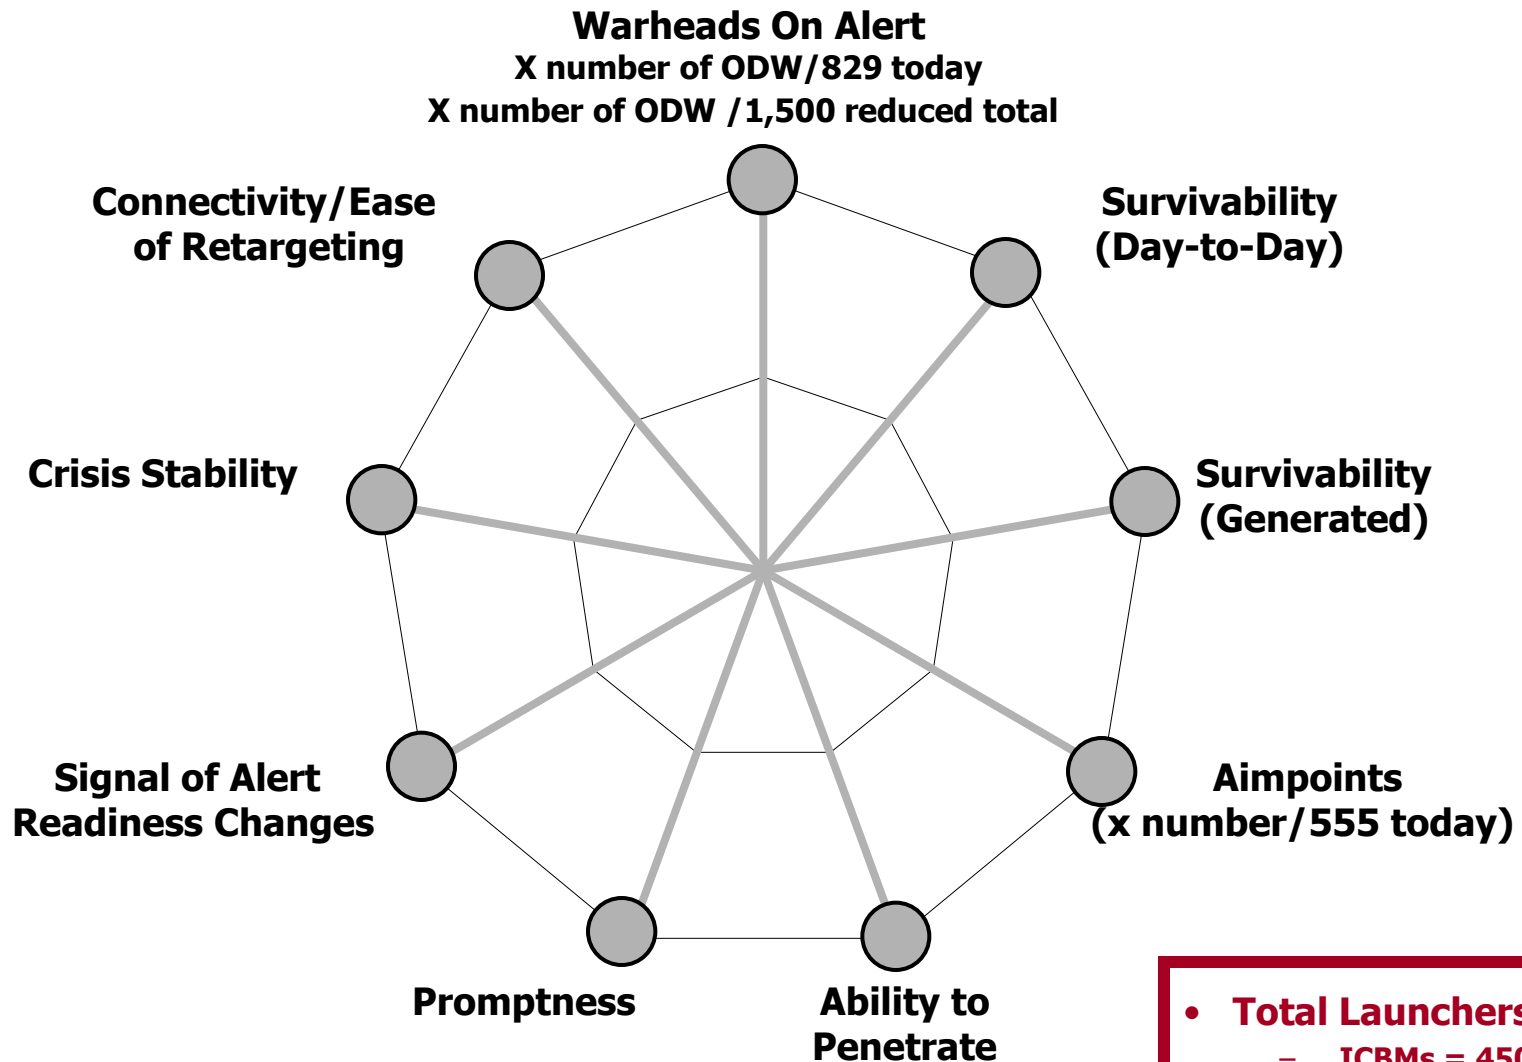 Warheads On Alert
X number of ODW/829 today
X number of ODW /1,500 reduced total
Connectivity/Ease
of Retargeting
Survivability
(Day-to-Day)
Crisis Stability
Survivability
(Generated)
Signal of Alert
Readiness Changes
Aimpoints
(x number/555 today)
Promptness
Ability to
Penetrate
• Total Launchers
– ICBMs = 450